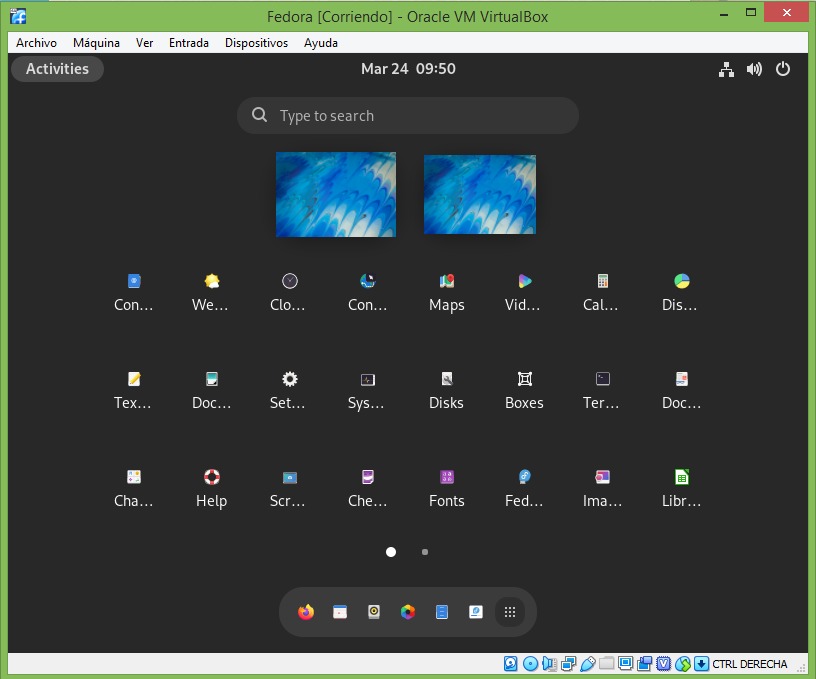 Fedora [Corriendo] - Oracle VM VirtualBox
Archivo Máquina Ver Entrada Dispositivos Ayuda
Activities Mar 24 09:50
Type to search
Con... We... Clo... Con... Maps Vid... Cal... Dis...
Tex... Doc... Set... Sys... Disks Boxes Ter... Doc...
Cha... Help Scr... Che... Fonts Fed... Ima... Libr...
CTRL DERECHA